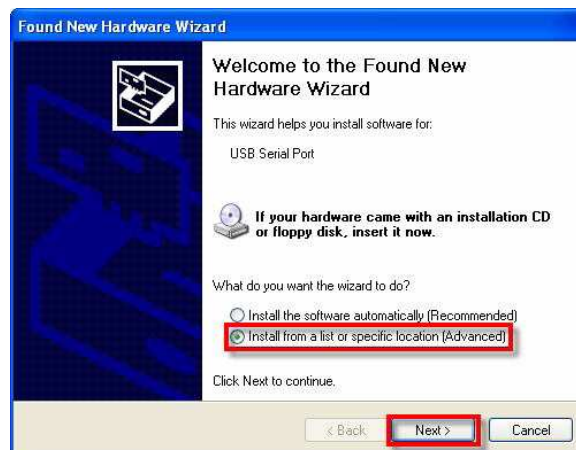 Found New Hardware Wizard
Welcome to the Found New
Hardware Wizard
This wizard helps you install software for:
USB Serial Port
If your hardware came with an installation CD
or floppy disk, insert it now.
What do you want the wizard to do?
Install the software automatically (Recommended)
Install from a list or specific location (Advanced)
Click Next to continue.
< Back
Next >
Cancel